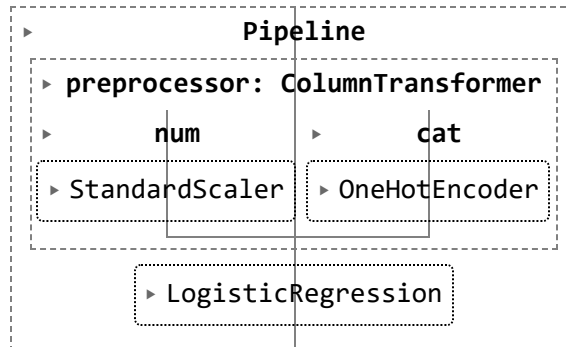 Pipeline
preprocessor: ColumnTransformer
num cat
StandardScaler OneHotEncoder
LogisticRegression